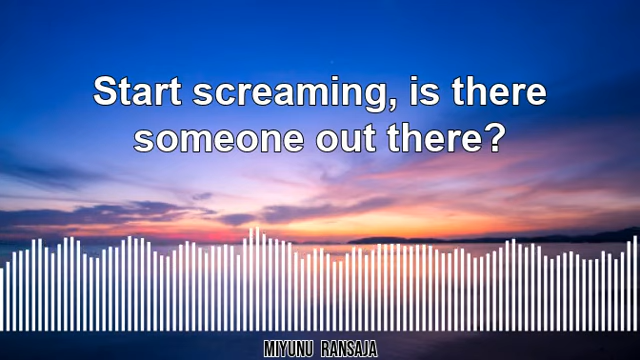 Start screaming, is there
someone out there?
MIYUNU RANSAJA